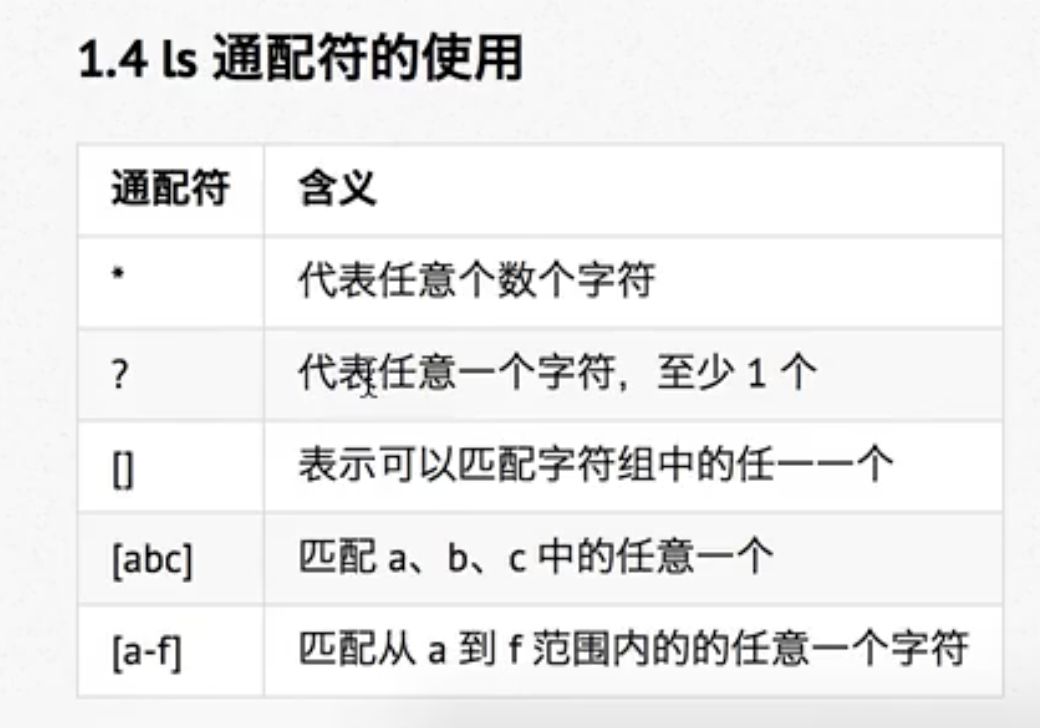 1.4 ls 通配符的使用
通配符 含义
* 代表任意个数个字符
? 代表任意一个字符，至少 1 个
[] 表示可以匹配字符组中的任一一个
[abc] 匹配 a、b、c 中的任意一个
[a-f] 匹配从 a 到 f 范围内的的任意一个字符